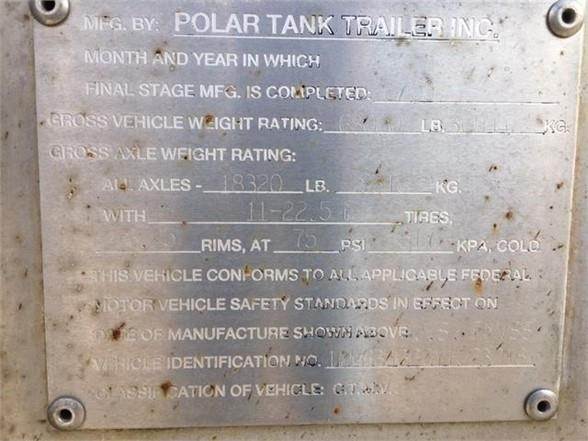 MFG. BY: POLAR TANK TRAILER INC.
MONTH AND YEAR IN WHICH
FINAL STAGE MFG. IS COMPLETED:
GROSS VEHICLE WEIGHT RATING: LB. KG.
GROSS AXLE WEIGHT RATING:
ALL AXLES - 18320 LB. KG.
WITH 11-22.5 TIRES,
RIMS, AT 75 PSI KPA, COLD
THIS VEHICLE CONFORMS TO ALL APPLICABLE FEDERAL
MOTOR VEHICLE SAFETY STANDARDS IN EFFECT ON
DATE OF MANUFACTURE SHOWN ABOVE
VEHICLE IDENTIFICATION NO.
CLASSIFICATION OF VEHICLE: